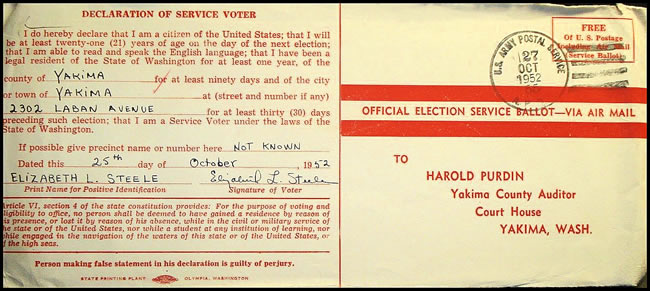 DECLARATION OF SERVICE VOTER
I do hereby declare that I am a citizen of the United States; that I will
be at least twenty-one (21) years of age on the day of the next election;
that I am able to read and speak the English language; that I have been a
legal resident of the State of Washington for at least one year, of the
county of YAKIMA for at least ninety days and of the city
or town of YAKIMA at (street and number if any)
2302 LABAN AVENUE for at least thirty (30) days
preceding such election; that I am a Service Voter under the laws of the
State of Washington.
If possible give precinct name or number here NOT KNOWN
Dated this 25th day of October, 1952
ELIZABETH L. STEELE Elizabeth L. Steele
Print Name for Positive Identification Signature of Voter
Article VI, section 4 of the state constitution provides: For the purpose of voting and
eligibility to office, no person shall be deemed to have gained a residence by reason of
his presence, or lost it by reason of his absence, while in the civil or military service of
the state or of the United States, nor while a student at any institution of learning, nor
while engaged in the navigation of the waters of this state or of the United States, or
of the high seas.
Person making false statement in his declaration is guilty of perjury.
STATE PRINTING PLANT OLYMPIA, WASHINGTON
U.S. ARMY POSTAL SERVICE
27
OCT
1952
FREE
Of U. S. Postage
Including Air Mail
(Service Ballot)
OFFICIAL ELECTION SERVICE BALLOT—VIA AIR MAIL
TO
HAROLD PURDIN
Yakima County Auditor
Court House
YAKIMA, WASH.